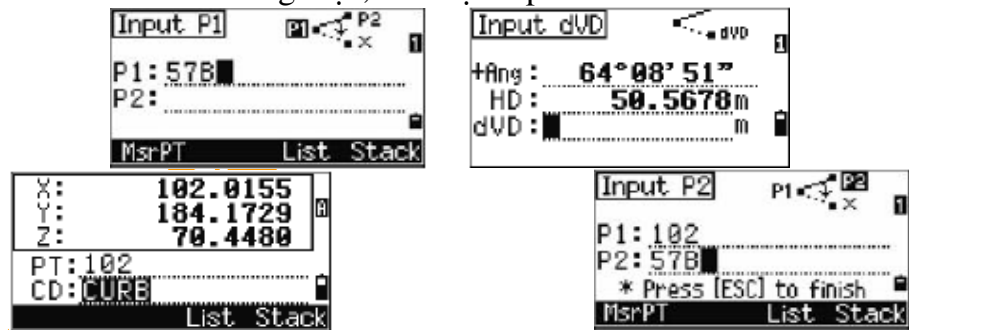 Input P1
P1 P2
X
1
P1: 57B
P2:
MsrPT List Stack
Input dVD
dVD
1
+Ang: 64°08'51"
HD: 50.5678m
dVD: m
X: 102.0155
Y: 184.1729
Z: 70.4480
A
PT: 102
CD: CURB
List Stack
Input P2
P1 P2
X
1
P1: 102
P2: 57B
* Press [ESC] to finish
MsrPT List Stack